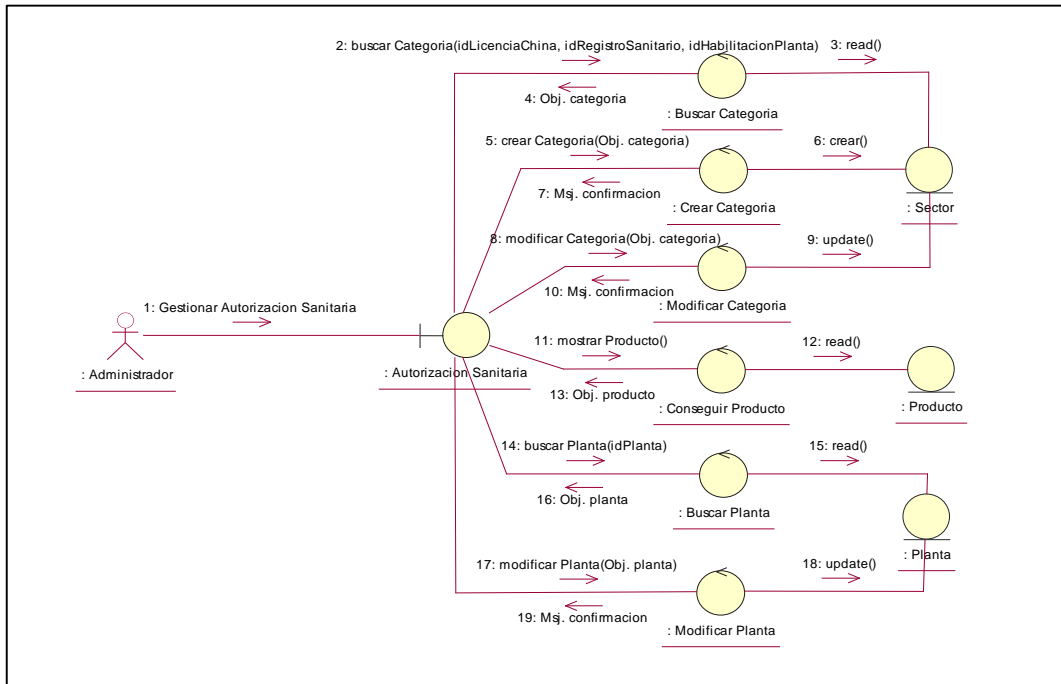 2: buscar Categoria(idLicenciaChina, idRegistroSanitario, idHabilitacionPlanta)
3: read()
4: Obj. categoria
: Buscar Categoria
5: crear Categoria(Obj. categoria)
6: crear()
7: Msj. confirmacion
: Crear Categoria
: Sector
8: modificar Categoria(Obj. categoria)
9: update()
10: Msj. confirmacion
: Modificar Categoria
1: Gestionar Autorizacion Sanitaria
: Administrador
: Autorizacion Sanitaria
11: mostrar Producto()
12: read()
13: Obj. producto
: Conseguir Producto
: Producto
14: buscar Planta(idPlanta)
15: read()
16: Obj. planta
: Buscar Planta
: Planta
17: modificar Planta(Obj. planta)
18: update()
19: Msj. confirmacion
: Modificar Planta